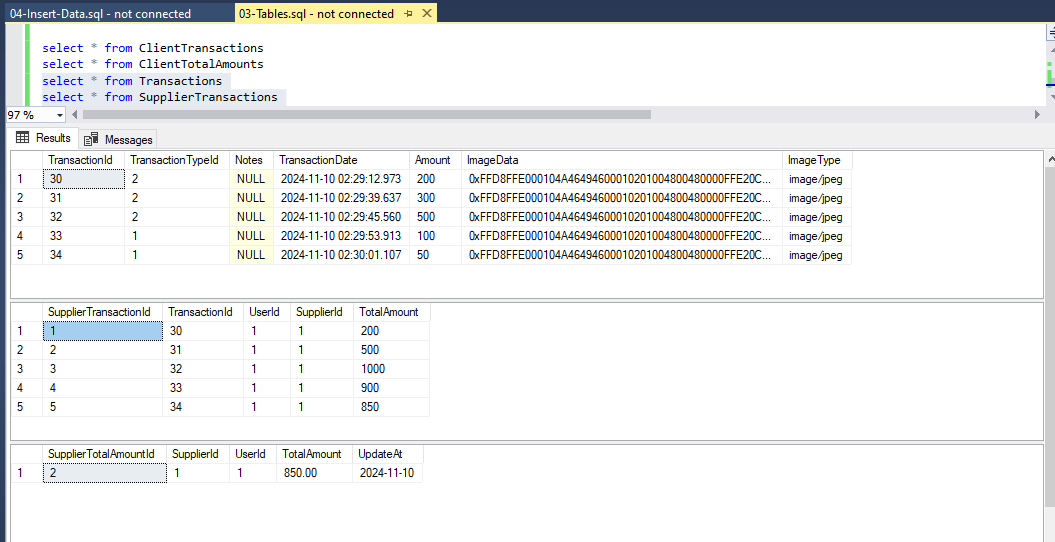 04-Insert-Data.sql - not connected 03-Tables.sql - not connected
select * from ClientTransactions
select * from ClientTotalAmounts
select * from Transactions
select * from SupplierTransactions
97 %
Results Messages
TransactionId TransactionTypeId Notes TransactionDate Amount ImageData ImageType
1 30 2 NULL 2024-11-10 02:29:12.973 200 0xFFD8FFE000104A46494600010201004800480000FFE20C... image/jpeg
2 31 2 NULL 2024-11-10 02:29:39.637 300 0xFFD8FFE000104A46494600010201004800480000FFE20C... image/jpeg
3 32 2 NULL 2024-11-10 02:29:45.560 500 0xFFD8FFE000104A46494600010201004800480000FFE20C... image/jpeg
4 33 1 NULL 2024-11-10 02:29:53.913 100 0xFFD8FFE000104A46494600010201004800480000FFE20C... image/jpeg
5 34 1 NULL 2024-11-10 02:30:01.107 50 0xFFD8FFE000104A46494600010201004800480000FFE20C... image/jpeg
SupplierTransactionId TransactionId UserId SupplierId TotalAmount
1 1 30 1 1 200
2 2 31 1 1 500
3 3 32 1 1 1000
4 4 33 1 1 900
5 5 34 1 1 850
SupplierTotalAmountId SupplierId UserId TotalAmount UpdateAt
1 2 1 1 850.00 2024-11-10